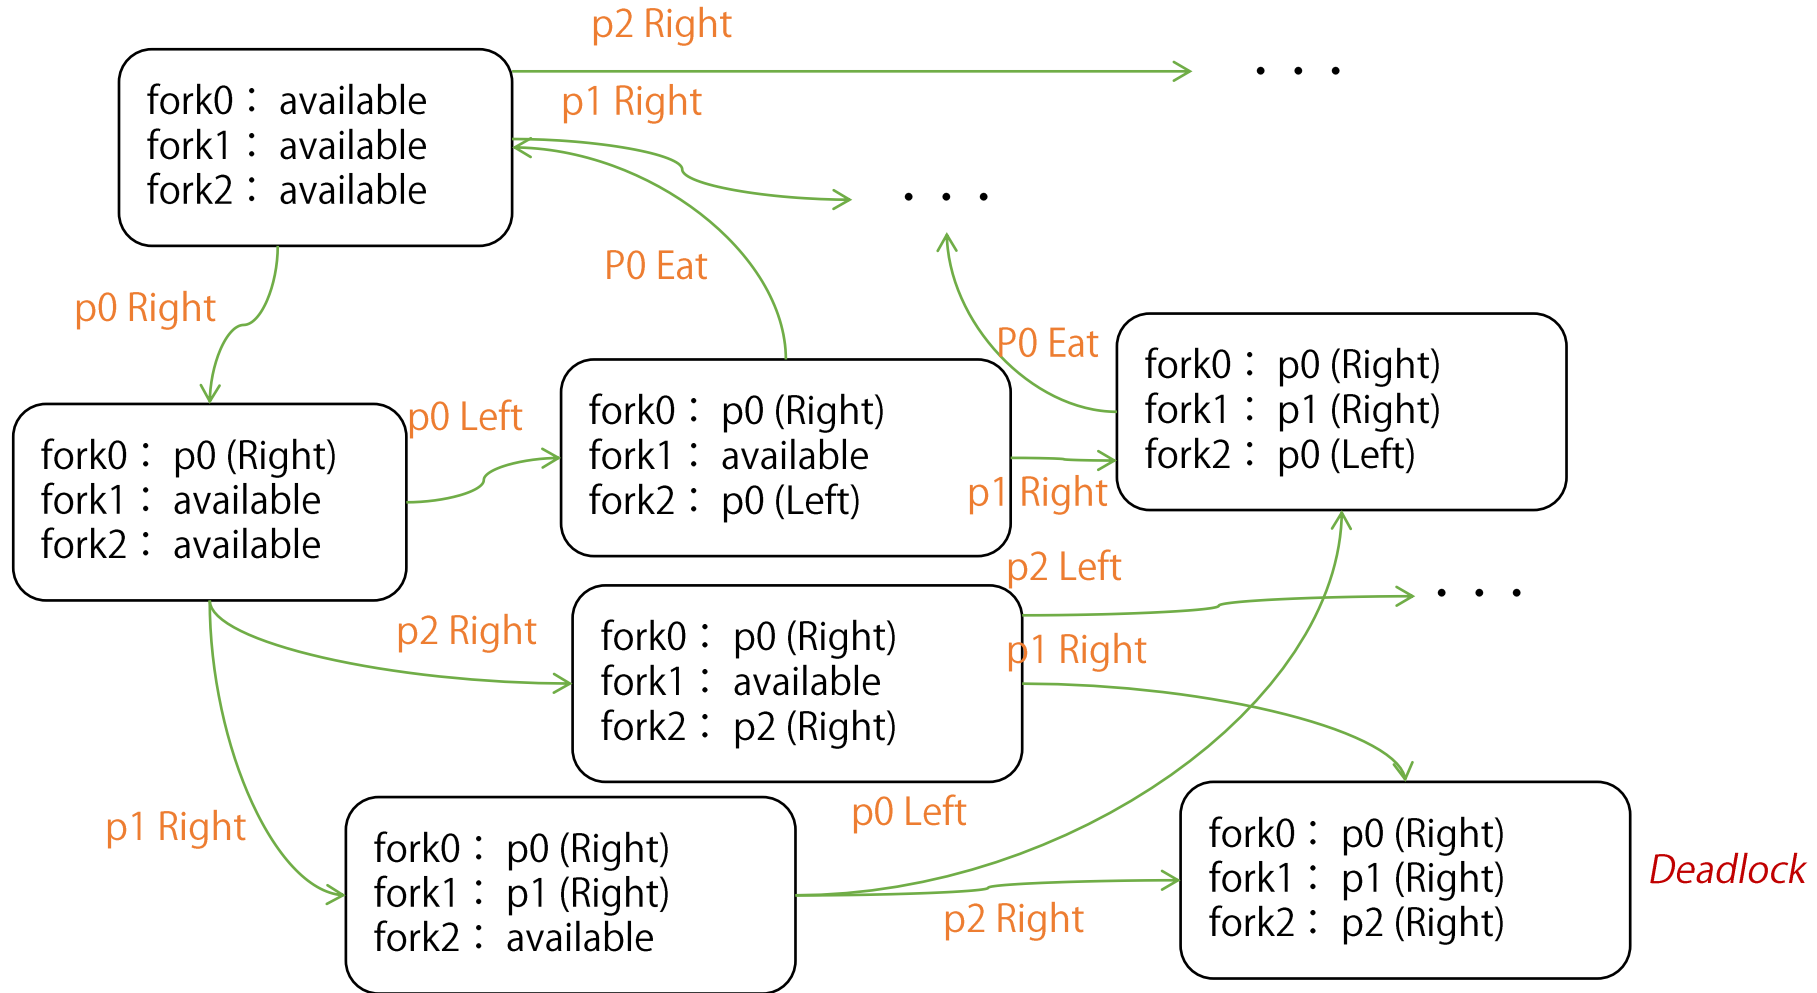 p2 Right
fork0： available
fork1： available
fork2： available
p1 Right
. . .
. . .
P0 Eat
p0 Right
P0 Eat
fork0： p0 (Right)
fork1： p1 (Right)
fork2： p0 (Left)
p0 Left
fork0： p0 (Right)
fork1： available
fork2： p0 (Left)
fork0： p0 (Right)
fork1： available
fork2： available
p1 Right
p2 Left
. . .
p2 Right
fork0： p0 (Right)
fork1： available
fork2： p2 (Right)
p1 Right
p0 Left
p1 Right
fork0： p0 (Right)
fork1： p1 (Right)
fork2： available
fork0： p0 (Right)
fork1： p1 (Right)
fork2： p2 (Right)
Deadlock
p2 Right